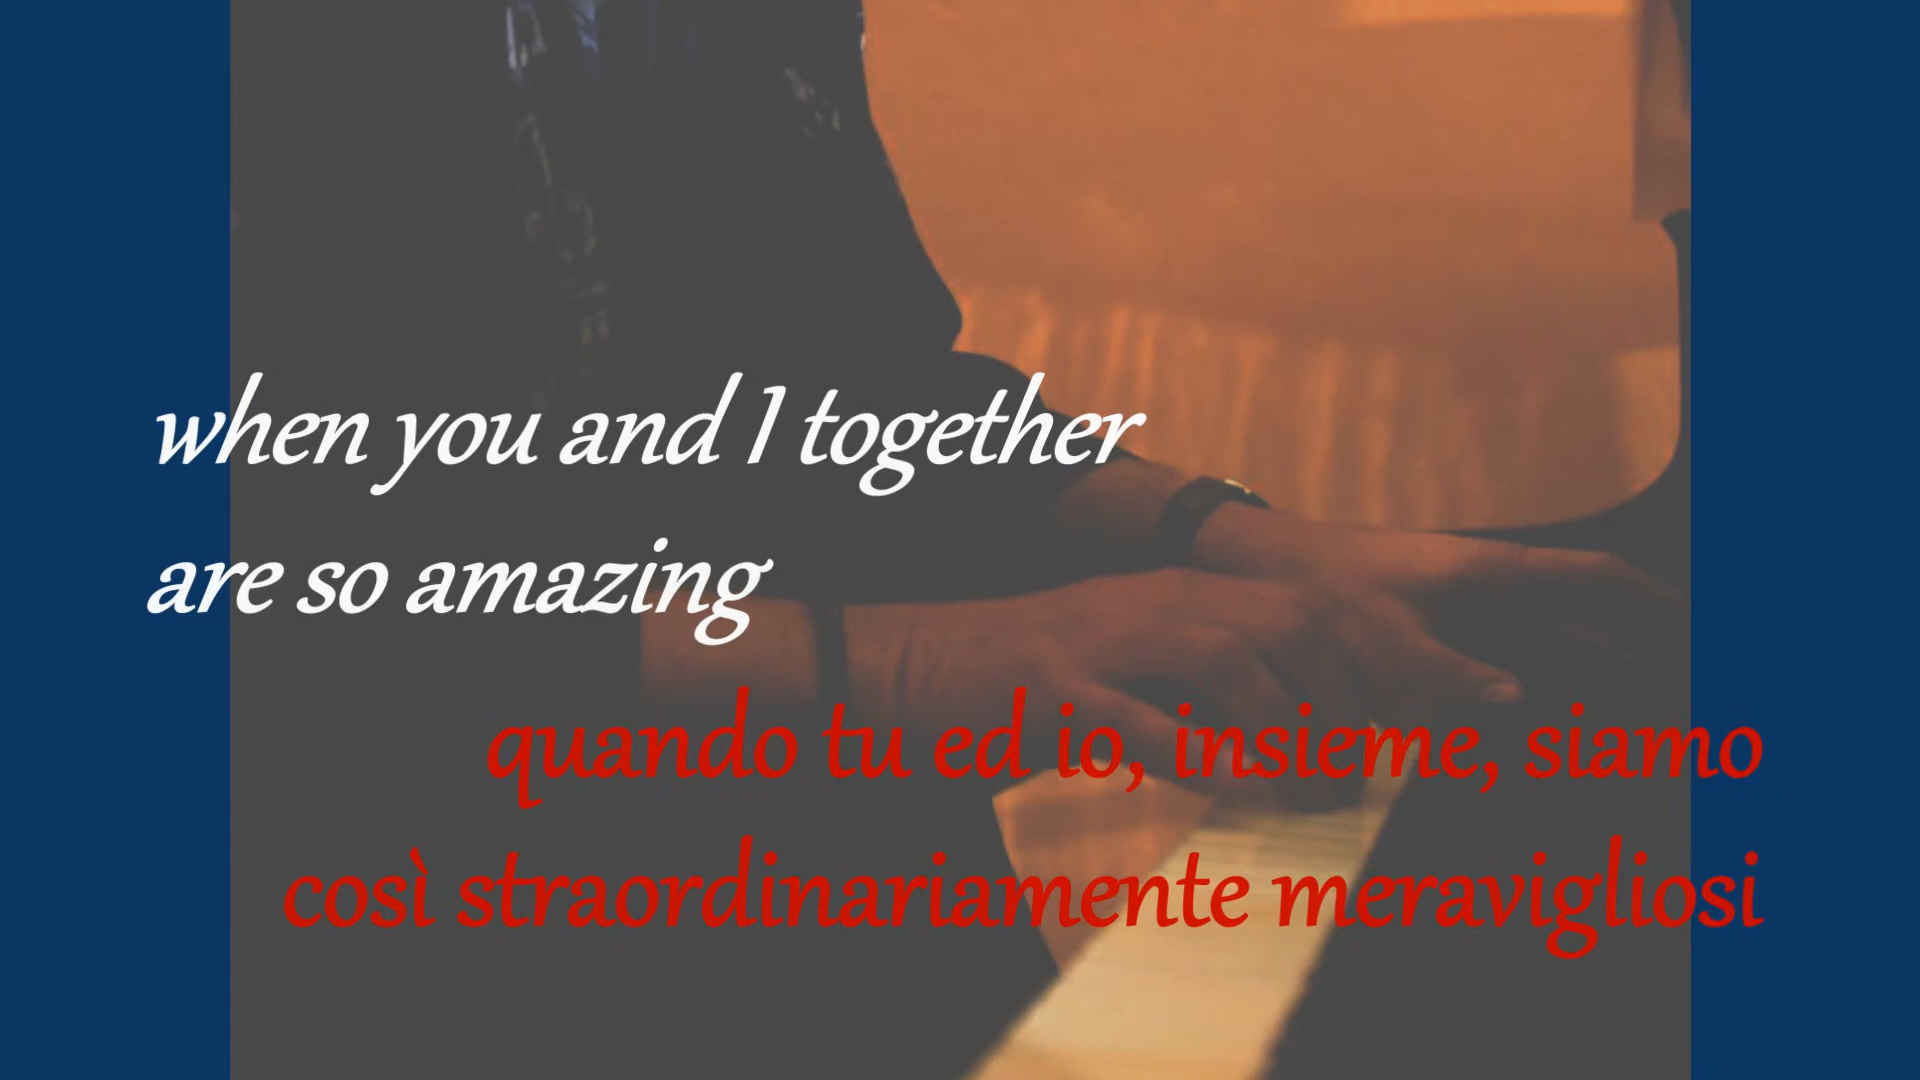 when you and I together
are so amazing
quando tu ed io, insieme, siamo
così straordinariamente meravigliosi